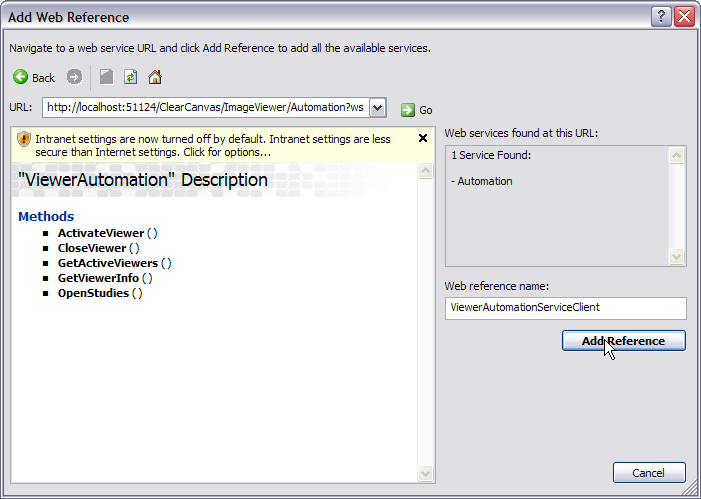 Add Web Reference
Navigate to a web service URL and click Add Reference to add all the available services.
Back
URL: http://localhost:51124/ClearCanvas/ImageViewer/Automation?ws Go
Intranet settings are now turned off by default. Intranet settings are less
secure than Internet settings. Click for options...
"ViewerAutomation" Description
Methods
ActivateViewer ( )
CloseViewer ( )
GetActiveViewers ( )
GetViewerInfo ( )
OpenStudies ( )
Web services found at this URL:
1 Service Found:
- Automation
Web reference name:
ViewerAutomationServiceClient
Add Reference
Cancel